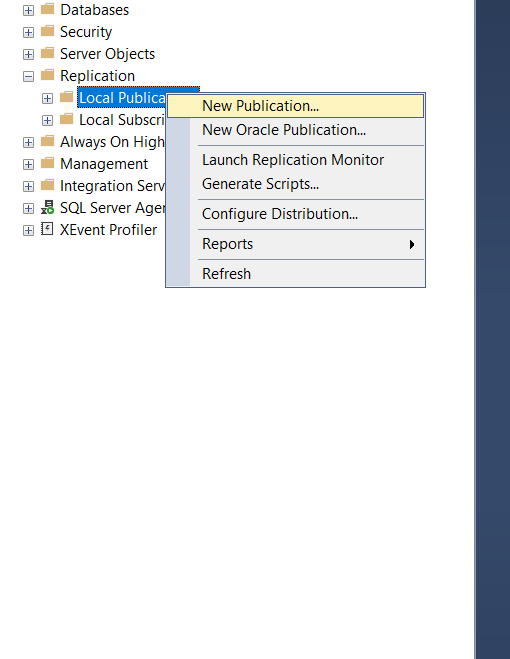 Databases
Security
Server Objects
Replication
Local Publica
New Publication...
Local Subscri
New Oracle Publication...
Always On High
Launch Replication Monitor
Management
Generate Scripts...
Integration Serv
SQL Server Agen
Configure Distribution...
XEvent Profiler
Reports
Refresh